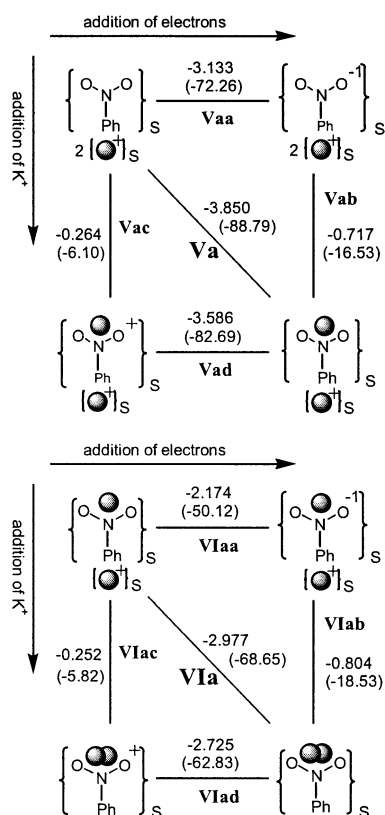 addition of electrons
addition of K⁺
{ O N O Ph }S
-3.133
(-72.26)
Vaa
{ O N O -1 Ph }S
2 { + }S
2 { + }S
-0.264
(-6.10)
Vac
-3.850
(-88.79)
Va
Vab
-0.717
(-16.53)
{ O N O + Ph }S
-3.586
(-82.69)
Vad
{ O N O Ph }S
{ + }S
{ + }S
addition of electrons
addition of K⁺
{ O N O Ph }S
-2.174
(-50.12)
VIaa
{ O N O -1 Ph }S
{ + }S
{ + }S
-0.252
(-5.82)
VIac
-2.977
(-68.65)
VIa
VIab
-0.804
(-18.53)
{ O N O + Ph }S
-2.725
(-62.83)
VIad
{ O N O Ph }S